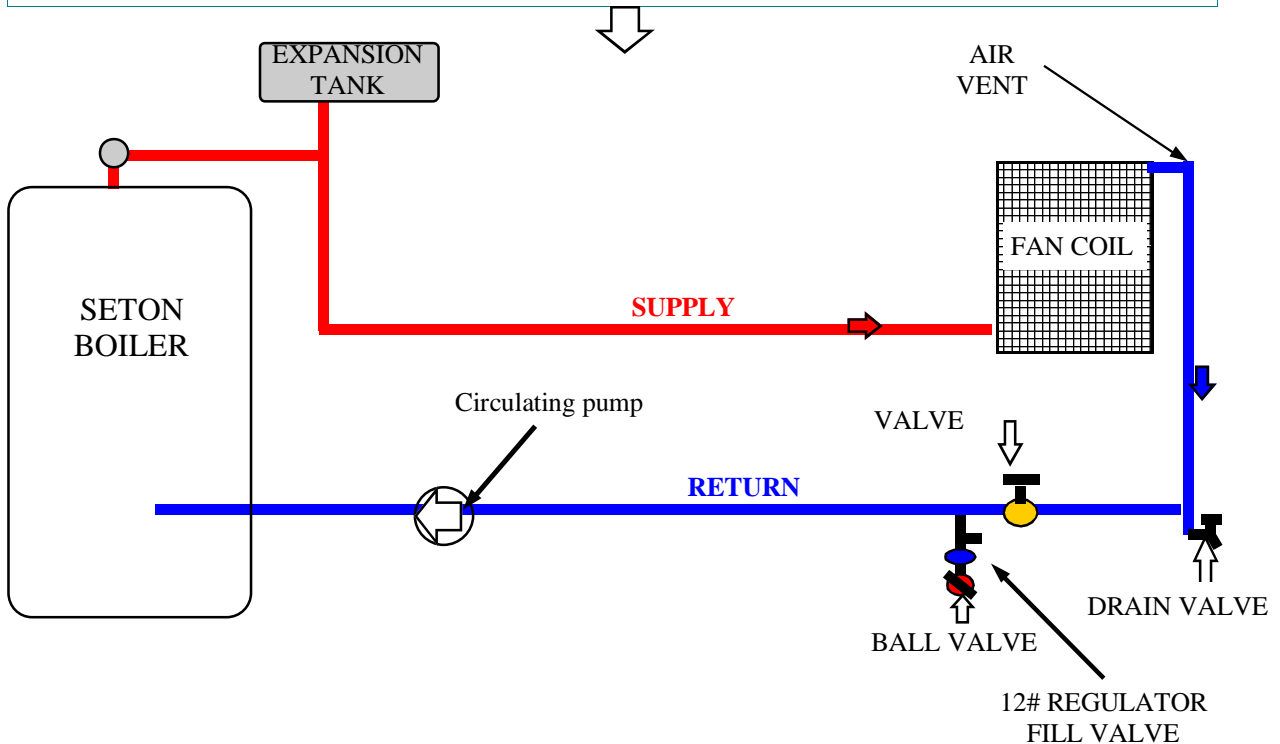 EXPANSION
TANK
AIR
VENT
FAN COIL
SETON
BOILER
SUPPLY
Circulating pump
VALVE
RETURN
DRAIN VALVE
BALL VALVE
12# REGULATOR
FILL VALVE